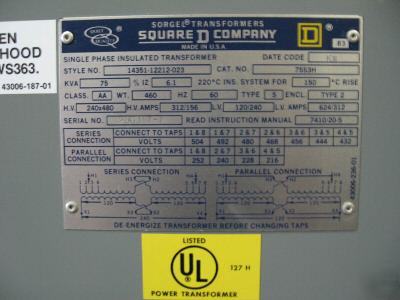 EN
HOOD
WS363.
43006-187-01
SORGEL TRANSFORMERS
SQUARE D COMPANY
MADE IN U.S.A.
D
63
SINGLE PHASE INSULATED TRANSFORMER DATE CODE
STYLE NO. 14351-12212-023 CAT. NO. 75S3H
KVA 75 % IZ 6.1 220°C INS. SYSTEM FOR 150 °C RISE
CLASS AA WT. 460 HZ 60 TYPE S ENCL. TYPE 2
H.V. 240x480 H.V. AMPS 312/156 L.V. 120/240 L.V. AMPS 624/312
SERIAL NO. READ INSTRUCTION MANUAL 7410-20-5
SERIES CONNECTION CONNECT TO TAPS 1 & 8 1 & 7 2 & 7 2 & 6 3 & 6 3 & 5 4 & 5
VOLTS 504 492 480 468 456 444 432
PARALLEL CONNECTION CONNECT TO TAPS 1 & 5 2 & 6 3 & 7 4 & 8
VOLTS 252 240 228 216
SERIES CONNECTION PARALLEL CONNECTION
43006-236-01
DE-ENERGIZE TRANSFORMER BEFORE CHANGING TAPS
LISTED
UL
127 H
POWER TRANSFORMER